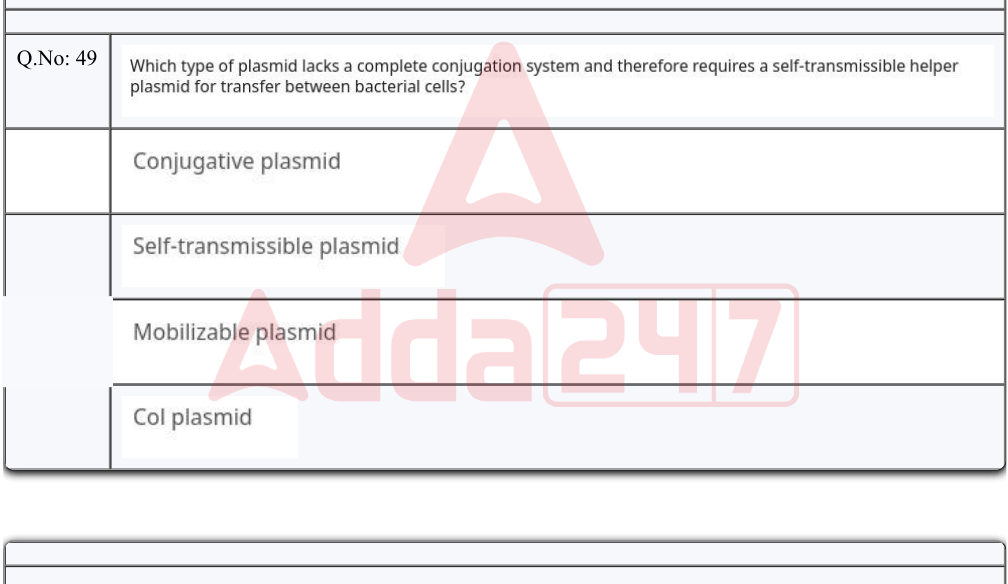 Q.No: 49
Which type of plasmid lacks a complete conjugation system and therefore requires a self-transmissible helper
plasmid for transfer between bacterial cells?
Conjugative plasmid
Self-transmissible plasmid
Mobilizable plasmid
Col plasmid
Adda247